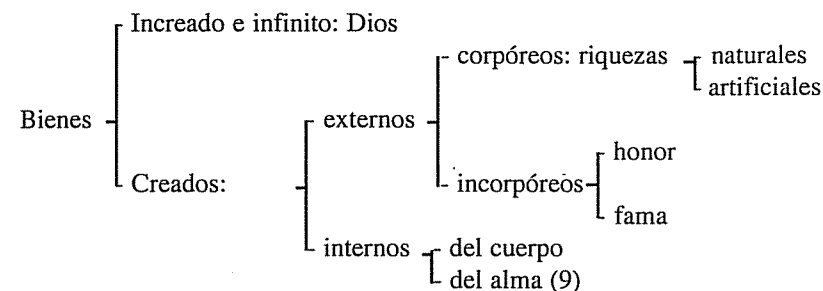 Increado e infinito: Dios
corpóreos: riquezas
naturales
artificiales
Bienes
externos
honor
Creados:
incorpóreos
fama
internos
del cuerpo
del alma (9)